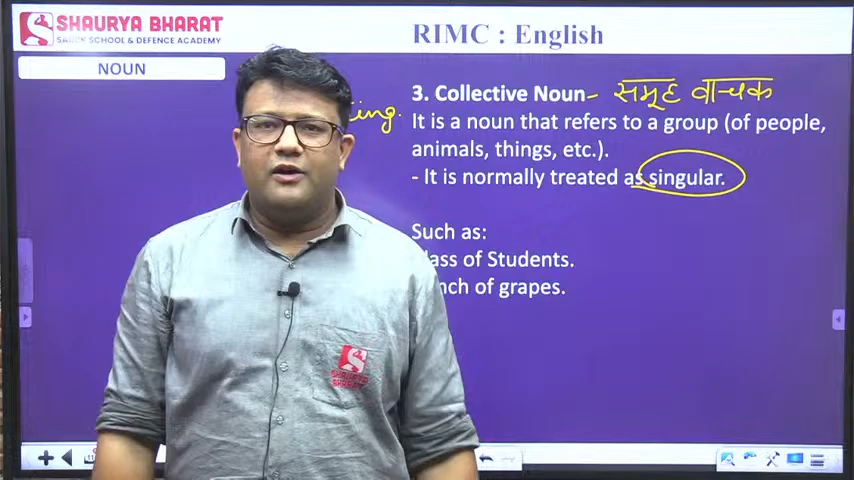 SHAURYA BHARAT
SAINIK SCHOOL & DEFENCE ACADEMY
RIMC : English
NOUN
3. Collective Noun- समूह वाचक
ing.
It is a noun that refers to a group (of people,
animals, things, etc.).
- It is normally treated as singular.
Such as:
lass of Students.
nch of grapes.
SHAURYA
BHARAT